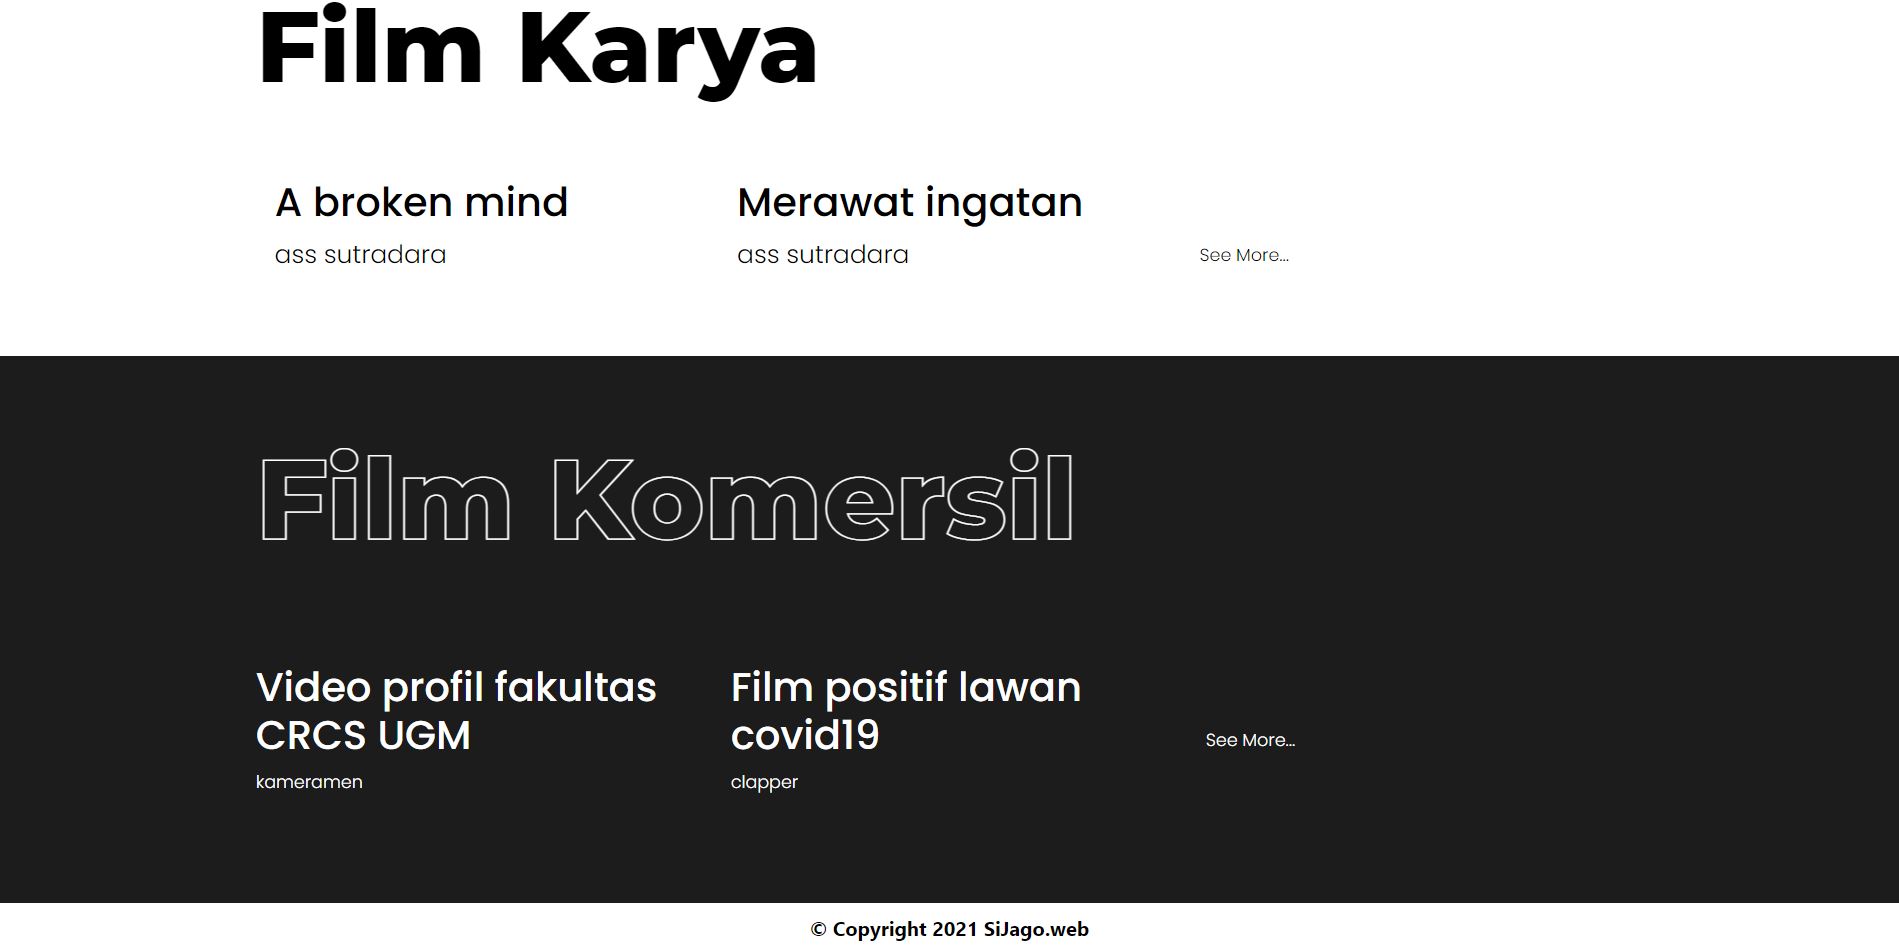 Film Karya
A broken mind
ass sutradara
Merawat ingatan
ass sutradara
See More...
Film Komersil
Video profil fakultas
CRCS UGM
kameramen
Film positif lawan
covid19
clapper
See More...
© Copyright 2021 SiJago.web